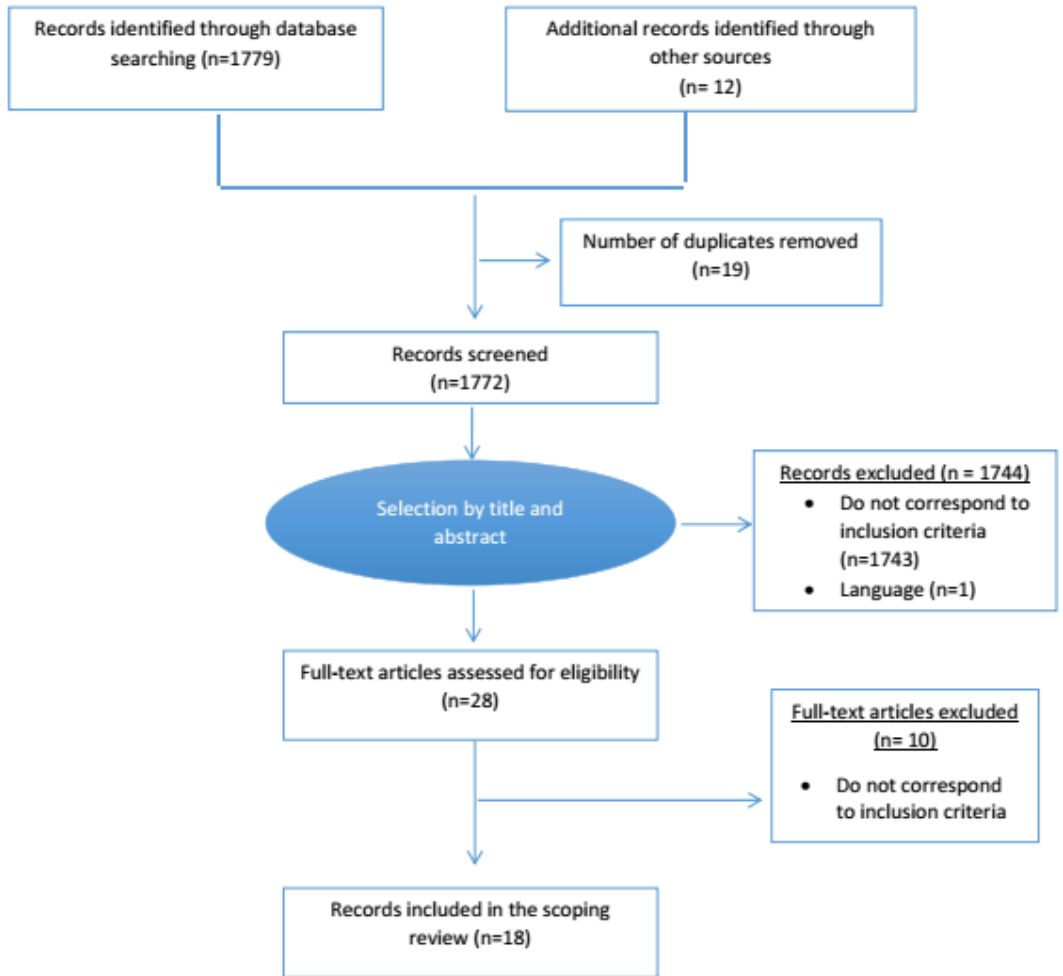 Records identified through database
searching (n=1779)
Additional records identified through
other sources
(n= 12)
Number of duplicates removed
(n=19)
Records screened
(n=1772)
Selection by title and
abstract
Records excluded (n = 1744)
• Do not correspond to
inclusion criteria
(n=1743)
• Language (n=1)
Full-text articles assessed for eligibility
(n=28)
Full-text articles excluded
(n= 10)
• Do not correspond
to inclusion criteria
Records included in the scoping
review (n=18)